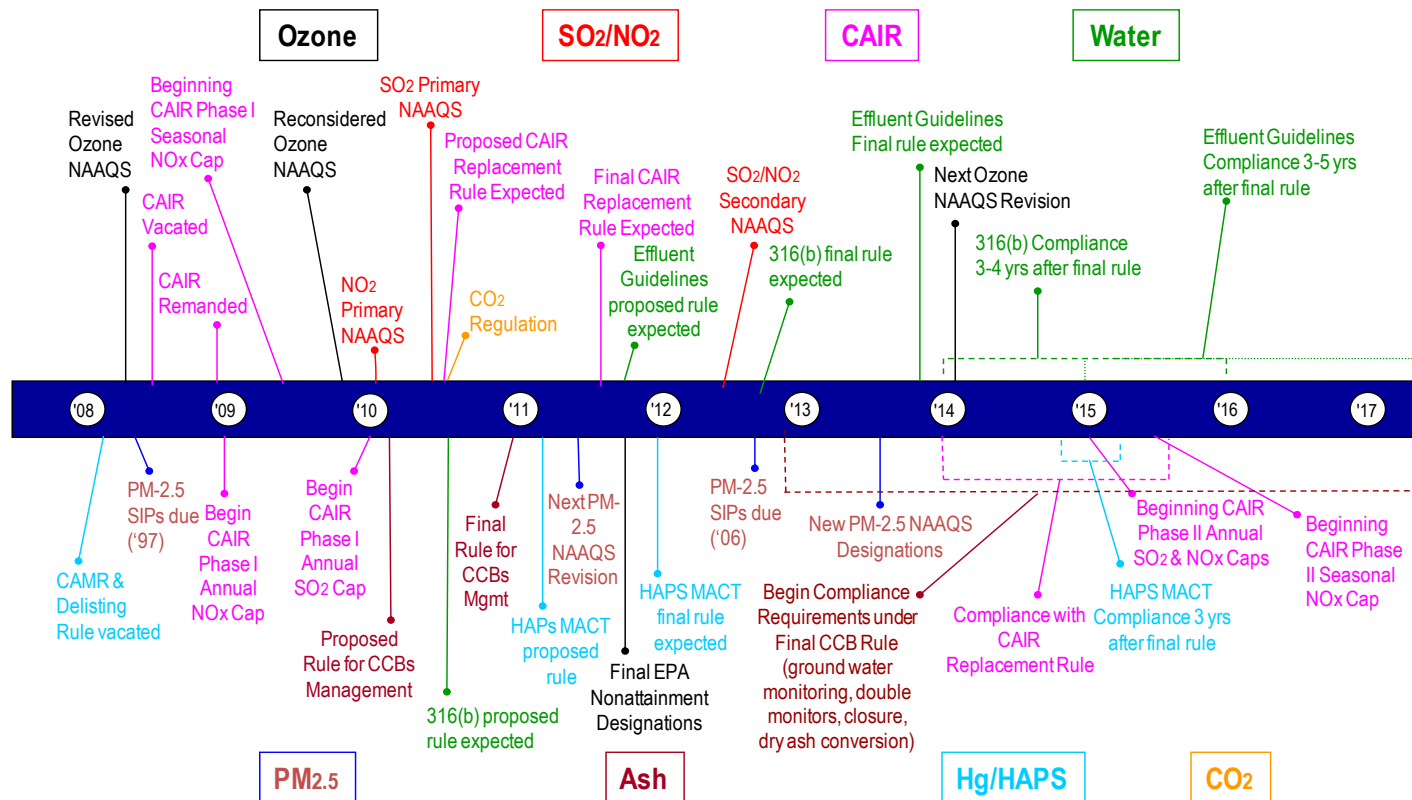 Ozone
SO2/NO2
CAIR
Water
Revised
Ozone
NAAQS
Beginning
CAIR Phase I
Seasonal
NOx Cap
CAIR
Vacated
CAIR
Remanded
Reconsidered
Ozone
NAAQS
NO2
Primary
NAAQS
SO2 Primary
NAAQS
Proposed CAIR
Replacement
Rule Expected
CO2
Regulation
Final CAIR
Replacement
Rule Expected
Effluent
Guidelines
proposed rule
expected
SO2/NO2
Secondary
NAAQS
316(b) final rule
expected
Effluent Guidelines
Final rule expected
Next Ozone
NAAQS Revision
316(b) Compliance
3-4 yrs after final rule
Effluent Guidelines
Compliance 3-5 yrs
after final rule
'08
'09
'10
'11
'12
'13
'14
'15
'16
'17
CAMR &
Delisting
Rule vacated
PM-2.5
SIPs due
(‘97)
Begin
CAIR
Phase I
Annual
NOx Cap
Begin
CAIR
Phase I
Annual
SO2 Cap
Proposed
Rule for CCBs
Management
316(b) proposed
rule expected
Final
Rule for
CCBs
Mgmt
HAPs MACT
proposed
rule
Next PM-
2.5
NAAQS
Revision
Final EPA
Nonattainment
Designations
HAPS MACT
final rule
expected
PM-2.5
SIPs due
(‘06)
New PM-2.5 NAAQS
Designations
Begin Compliance
Requirements under
Final CCB Rule
(ground water
monitoring, double
monitors, closure,
dry ash conversion)
Compliance with
CAIR
Replacement Rule
Beginning CAIR
Phase II Annual
SO2 & NOx Caps
HAPS MACT
Compliance 3 yrs
after final rule
Beginning
CAIR Phase
II Seasonal
NOx Cap
PM2.5
Ash
Hg/HAPS
CO2